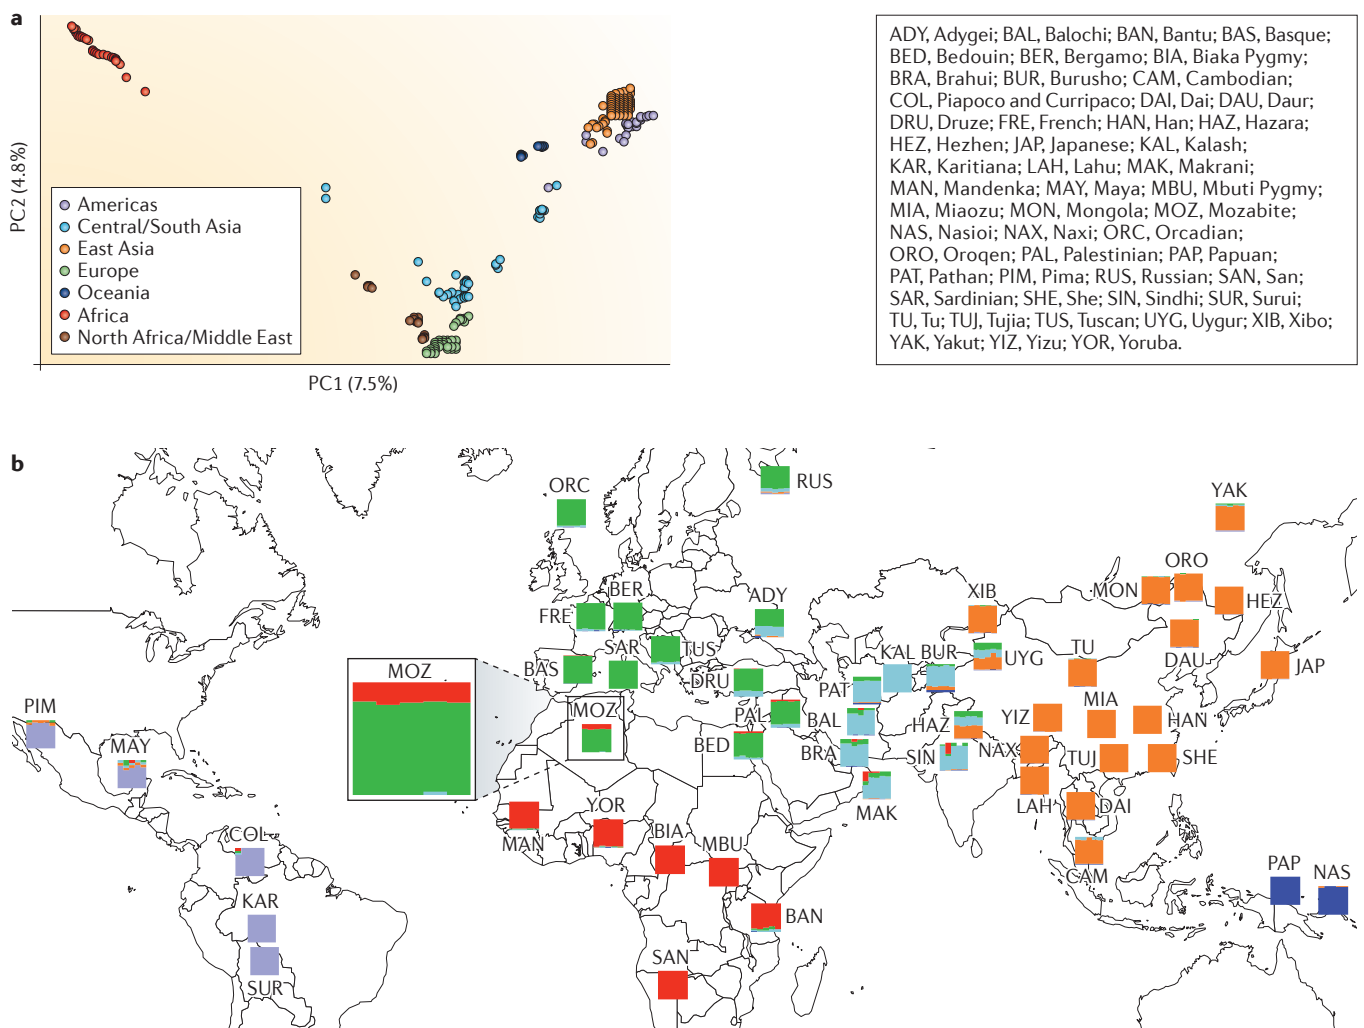 a
PC2 (4.8%)
PC1 (7.5%)
Americas
Central/South Asia
East Asia
Europe
Oceania
Africa
North Africa/Middle East
ADY, Adygei; BAL, Balochi; BAN, Bantu; BAS, Basque;
BED, Bedouin; BER, Bergamo; BIA, Biaka Pygmy;
BRA, Brahui; BUR, Burusho; CAM, Cambodian;
COL, Piapoco and Curripaco; DAI, Dai; DAU, Daur;
DRU, Druze; FRE, French; HAN, Han; HAZ, Hazara;
HEZ, Hezhen; JAP, Japanese; KAL, Kalash;
KAR, Karitiana; LAH, Lahu; MAK, Makrani;
MAN, Mandenka; MAY, Maya; MBU, Mbuti Pygmy;
MIA, Miaozu; MON, Mongola; MOZ, Mozabite;
NAS, Nasioi; NAX, Naxi; ORC, Orcadian;
ORO, Oroqen; PAL, Palestinian; PAP, Papuan;
PAT, Pathan; PIM, Pima; RUS, Russian; SAN, San;
SAR, Sardinian; SHE, She; SIN, Sindhi; SUR, Surui;
TU, Tu; TUJ, Tujia; TUS, Tuscan; UYG, Uygur; XIB, Xibo;
YAK, Yakut; YIZ, Yizu; YOR, Yoruba.
b
ORC
RUS
YAK
ORO
MON
HEZ
BER
ADY
XIB
FRE
SAR
TUS
KAL
BUR
UYG
TU
DAU
JAP
BAS
DRU
PAT
MOZ
MOZ
PAL
BAL
HAZ
YIZ
MIA
HAN
PIM
MAY
BED
BRA
SIN
NAX
TUJ
SHE
MAK
LAH
DAI
COL
MAN
YOR
BIA
MBU
CAM
PAP
NAS
KAR
BAN
SUR
SAN